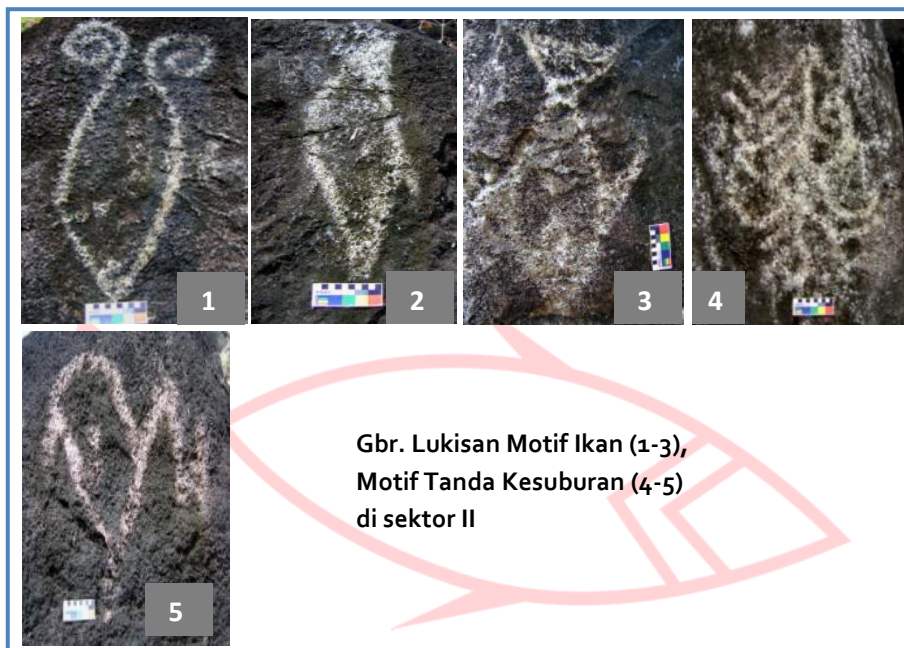 1
2
3
4
5
Gbr. Lukisan Motif Ikan (1-3),
Motif Tanda Kesuburan (4-5)
di sektor II